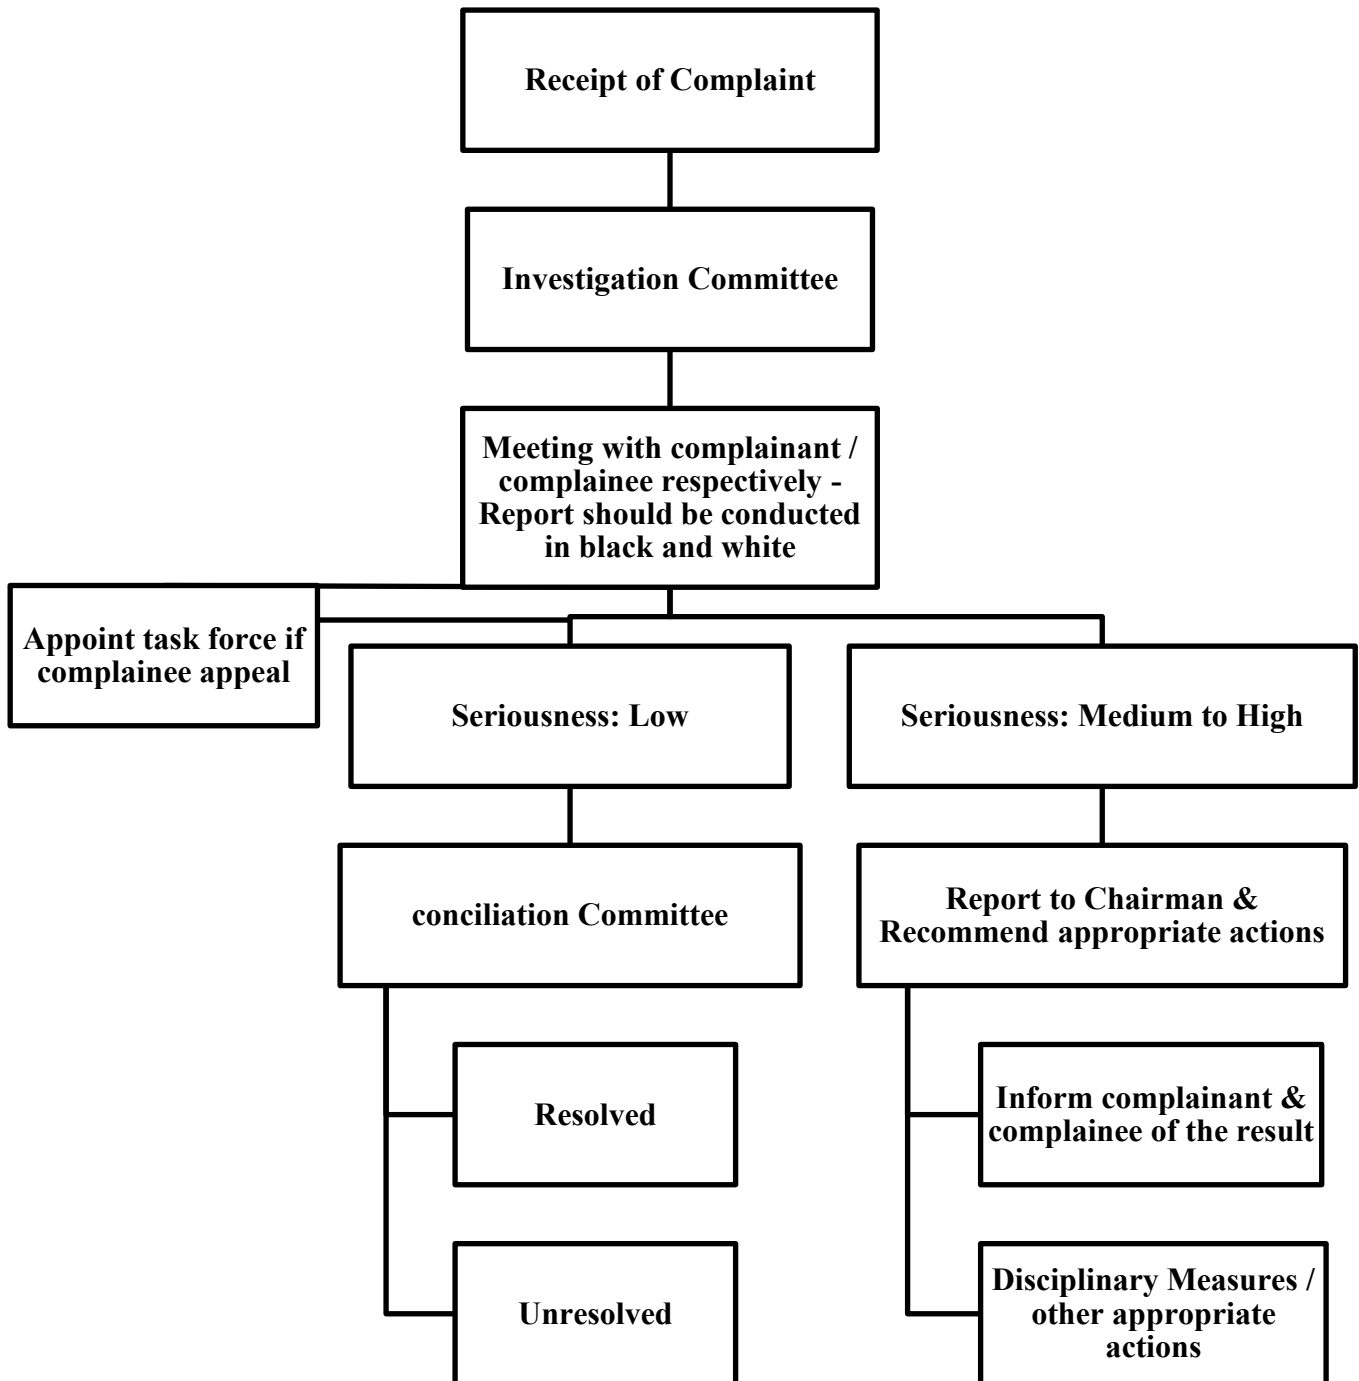 Receipt of Complaint
Investigation Committee
Meeting with complainant /
complainee respectively -
Report should be conducted
in black and white
Appoint task force if
complainee appeal
Seriousness: Low
Seriousness: Medium to High
conciliation Committee
Report to Chairman &
Recommend appropriate actions
Resolved
Inform complainant &
complainee of the result
Unresolved
Disciplinary Measures /
other appropriate
actions